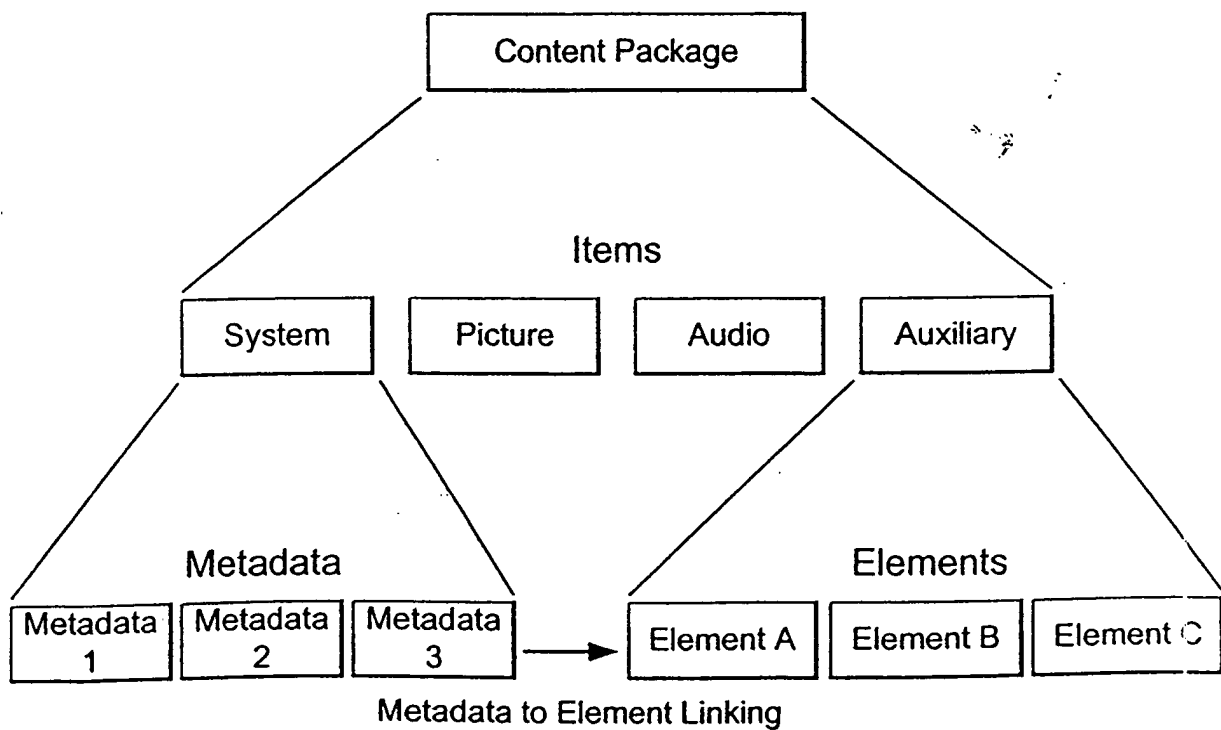 Content Package
Items
System
Picture
Audio
Auxiliary
Metadata
Elements
Metadata
1
Metadata
2
Metadata
3
Element A
Element B
Element C
Metadata to Element Linking